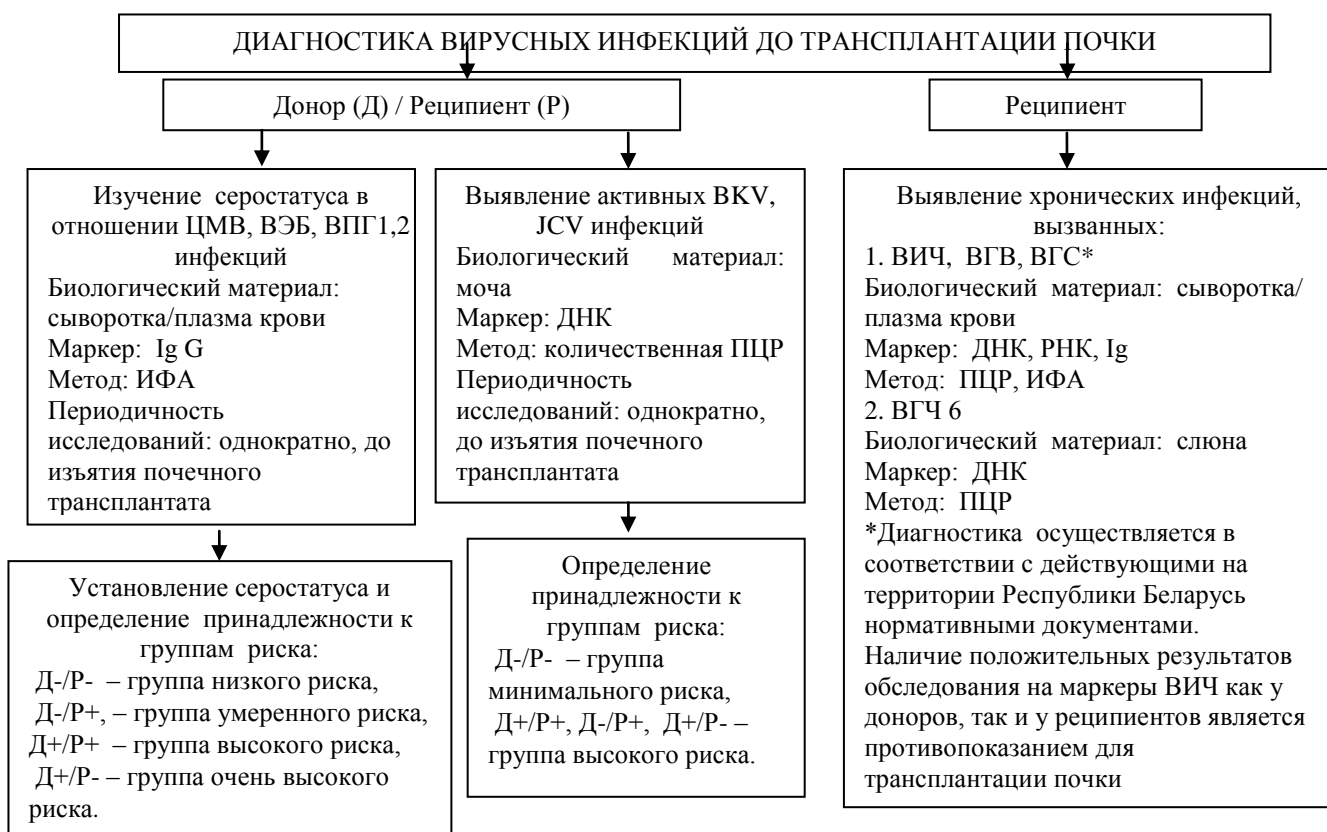 ДИАГНОСТИКА ВИРУСНЫХ ИНФЕКЦИЙ ДО ТРАНСПЛАНТАЦИИ ПОЧКИ
Донор (Д) / Реципиент (Р)
Реципиент
Изучение серостатуса в
отношении ЦМВ, ВЭБ, ВПГ1,2
инфекций
Биологический материал:
сыворотка/плазма крови
Маркер: Ig G
Метод: ИФА
Периодичность
исследований: однократно, до
изъятия почечного
трансплантата
Выявление активных BKV,
JCV инфекций
Биологический материал:
моча
Маркер: ДНК
Метод: количественная ПЦР
Периодичность
исследований: однократно,
до изъятия почечного
трансплантата
Выявление хронических инфекций,
вызванных:
1. ВИЧ, ВГВ, ВГС*
Биологический материал: сыворотка/
плазма крови
Маркер: ДНК, РНК, Ig
Метод: ПЦР, ИФА
2. ВГЧ 6
Биологический материал: слюна
Маркер: ДНК
Метод: ПЦР
*Диагностика осуществляется в
соответствии с действующими на
территории Республики Беларусь
нормативными документами.
Наличие положительных результатов
обследования на маркеры ВИЧ как у
доноров, так и у реципиентов является
противопоказанием для
трансплантации почки
Установление серостатуса и
определение принадлежности к
группам риска:
Д-/Р- – группа низкого риска,
Д-/Р+, – группа умеренного риска,
Д+/Р+ – группа высокого риска,
Д+/Р- – группа очень высокого
риска.
Определение
принадлежности к
группам риска:
Д-/Р- – группа
минимального риска,
Д+/Р+, Д-/Р+, Д+/Р- –
группа высокого риска.